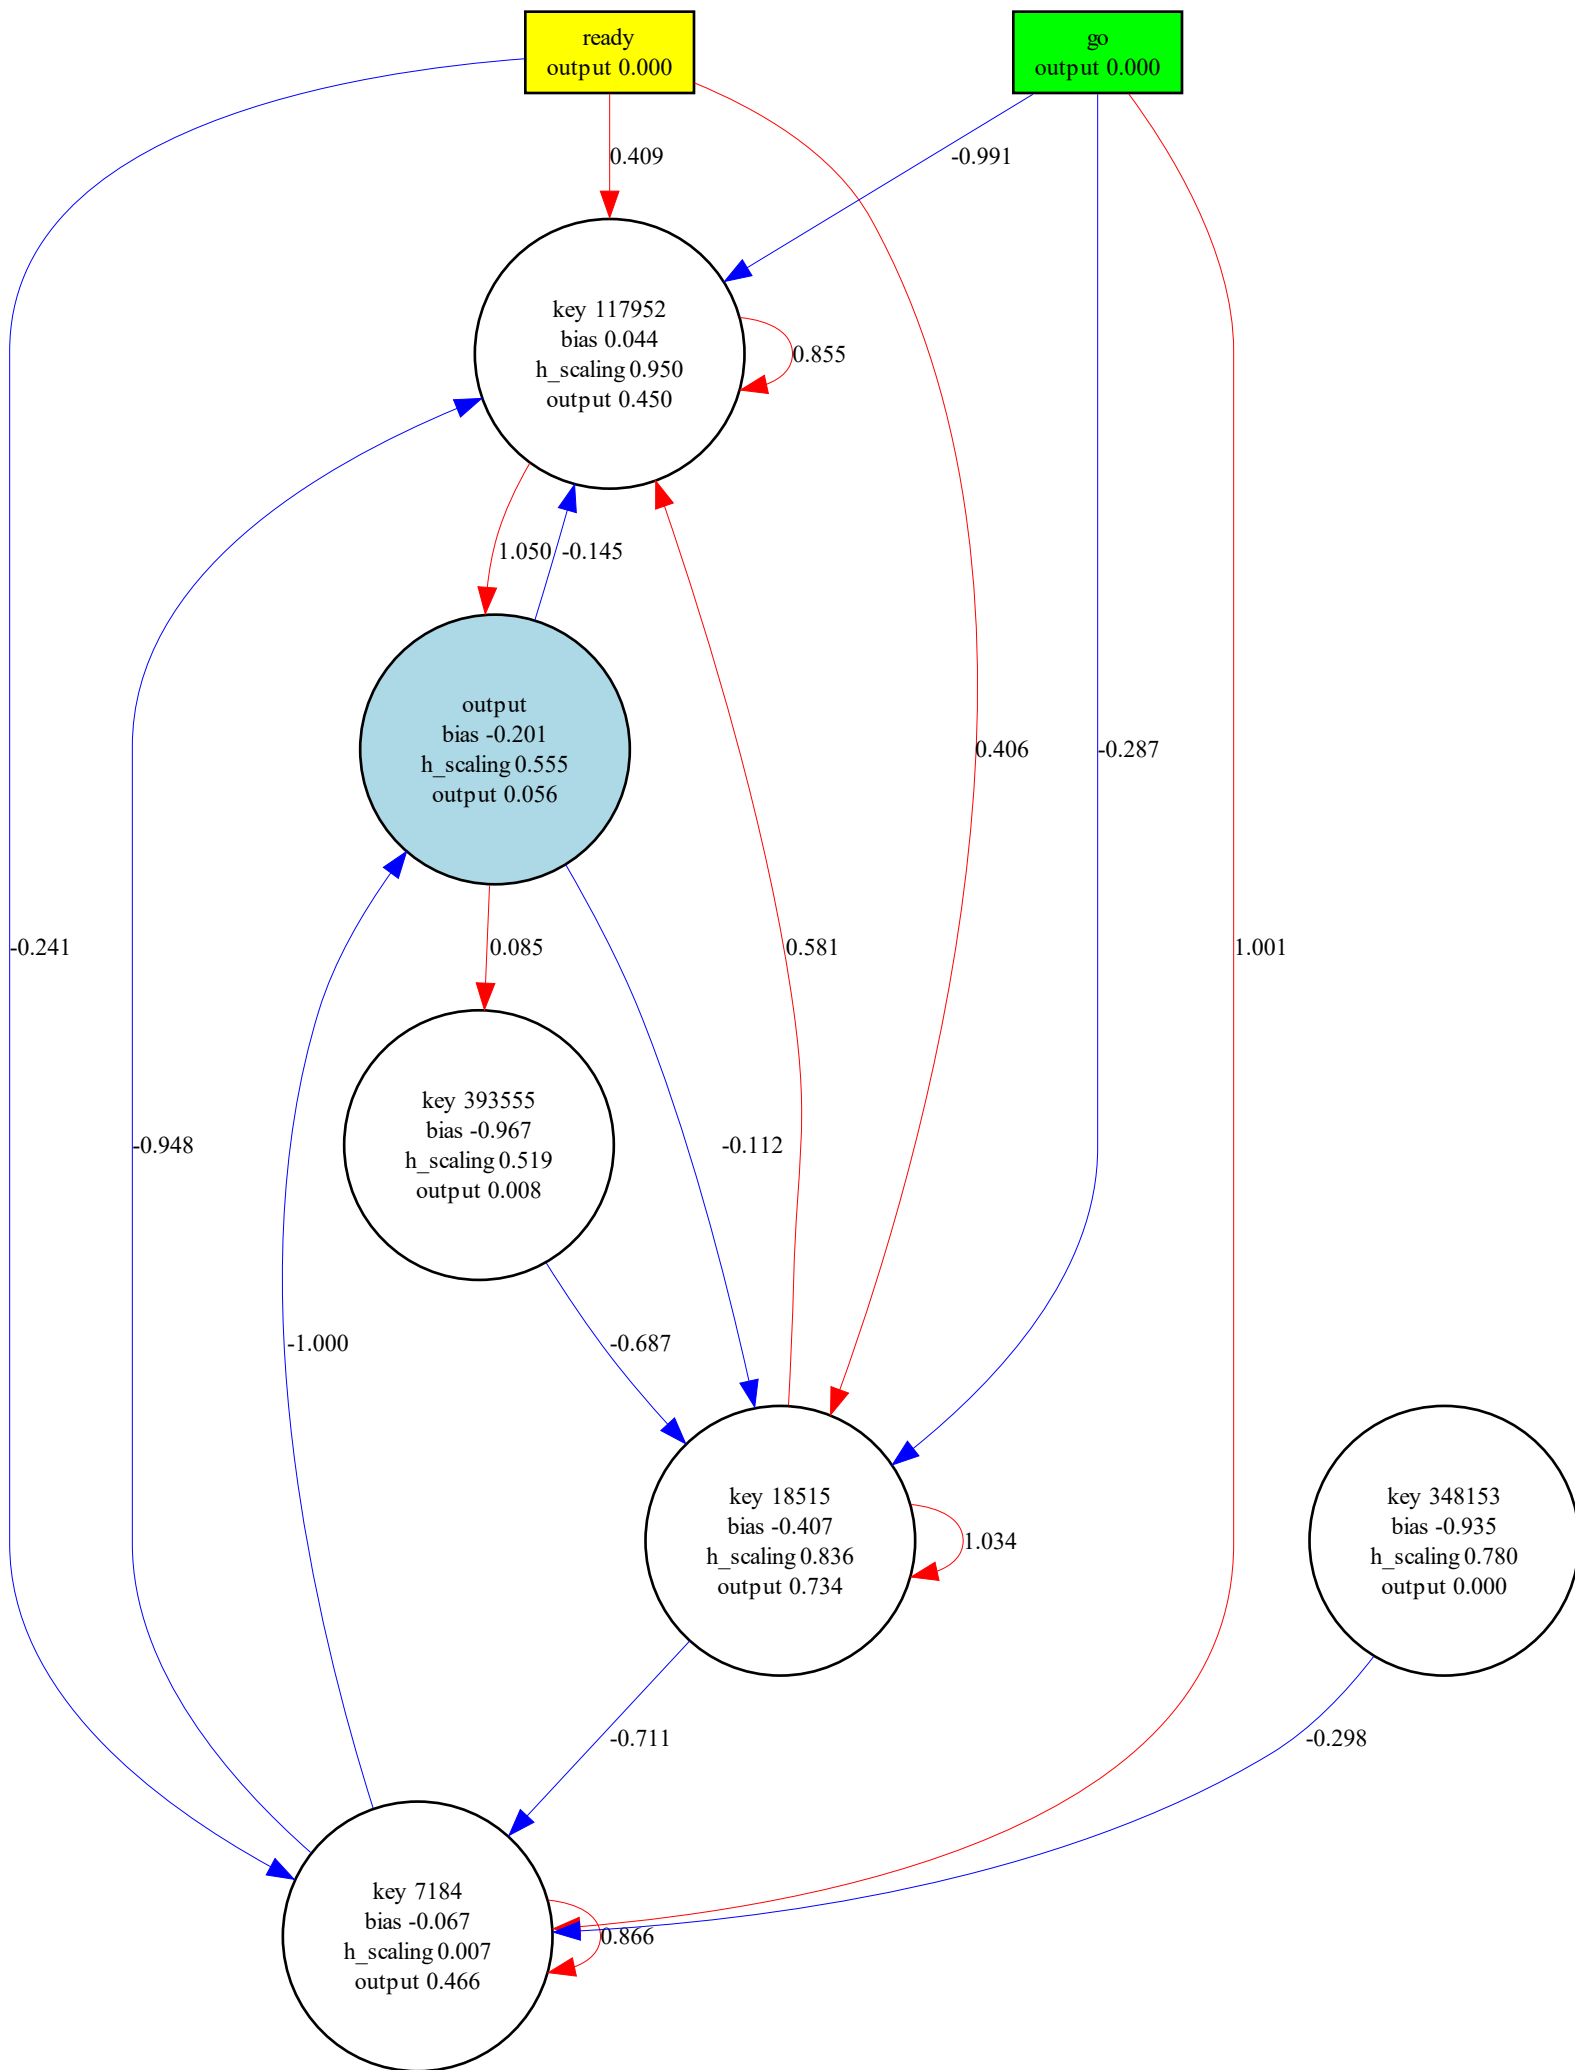 ready
output 0.000
go
output 0.000
0.409
-0.991
key 117952
bias 0.044
h_scaling 0.950
output 0.450
0.855
1.050
-0.145
output
bias -0.201
h_scaling 0.555
output 0.056
0.406
-0.287
-0.241
0.085
0.581
1.001
key 393555
bias -0.967
h_scaling 0.519
output 0.008
-0.948
-0.112
-1.000
-0.687
key 18515
bias -0.407
h_scaling 0.836
output 0.734
1.034
key 348153
bias -0.935
h_scaling 0.780
output 0.000
-0.711
-0.298
key 7184
bias -0.067
h_scaling 0.007
output 0.466
0.866